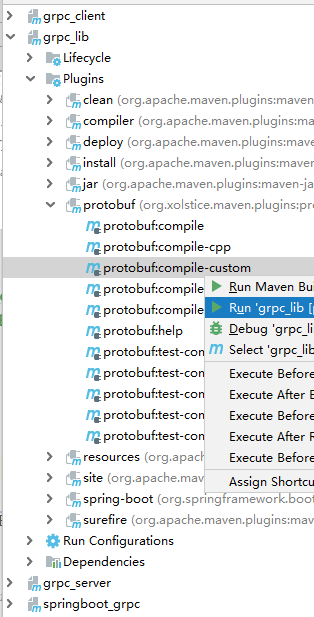 grpc_client
grpc_lib
Lifecycle
Plugins
clean (org.apache.maven.plugins:maven
compiler (org.apache.maven.plugins:
deploy (org.apache.maven.plugins:m
install (org.apache.maven.plugins:ma
jar (org.apache.maven.plugins:maven-ja
protobuf (org.xolstice.maven.plugins:pro
protobuf:compile
protobuf:compile-cpp
protobuf:compile-custom
protobuf:compile
Run Maven Bu
protobuf:compile
Run 'grpc_lib [p
protobuf:help
Debug 'grpc_li
protobuf:test-con
Select 'grpc_lib
protobuf:test-con
Execute Before
protobuf:test-con
Execute After B
protobuf:test-con
Execute Before
protobuf:test-con
Execute After R
resources (org.apac
Execute Before
site (org.apache.mav
Assign Shortcu
spring-boot (org.springframework.boot
surefire (org.apache.maven.plugins:mav
Run Configurations
Dependencies
grpc_server
springboot_grpc